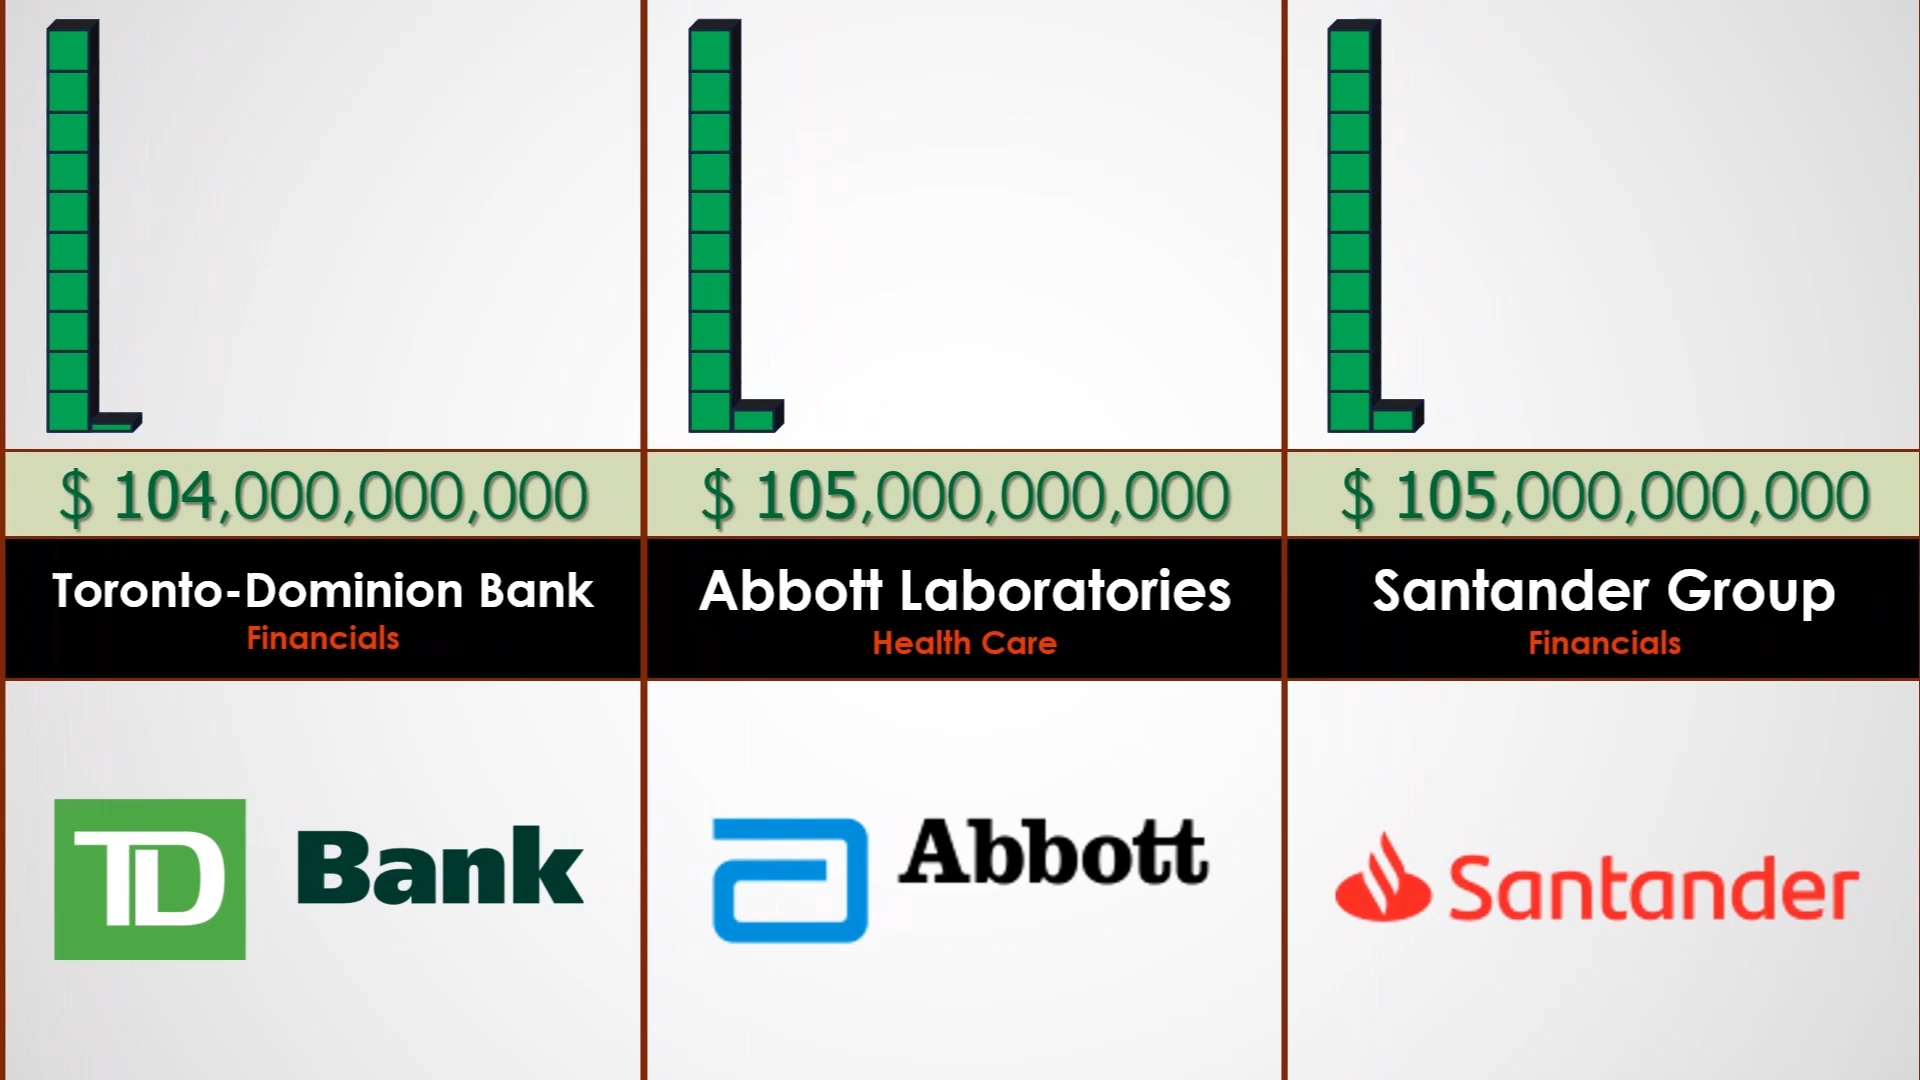 $ 104,000,000,000
Toronto-Dominion Bank
Financials
TD Bank
$ 105,000,000,000
Abbott Laboratories
Health Care
Abbott
$ 105,000,000,000
Santander Group
Financials
Santander